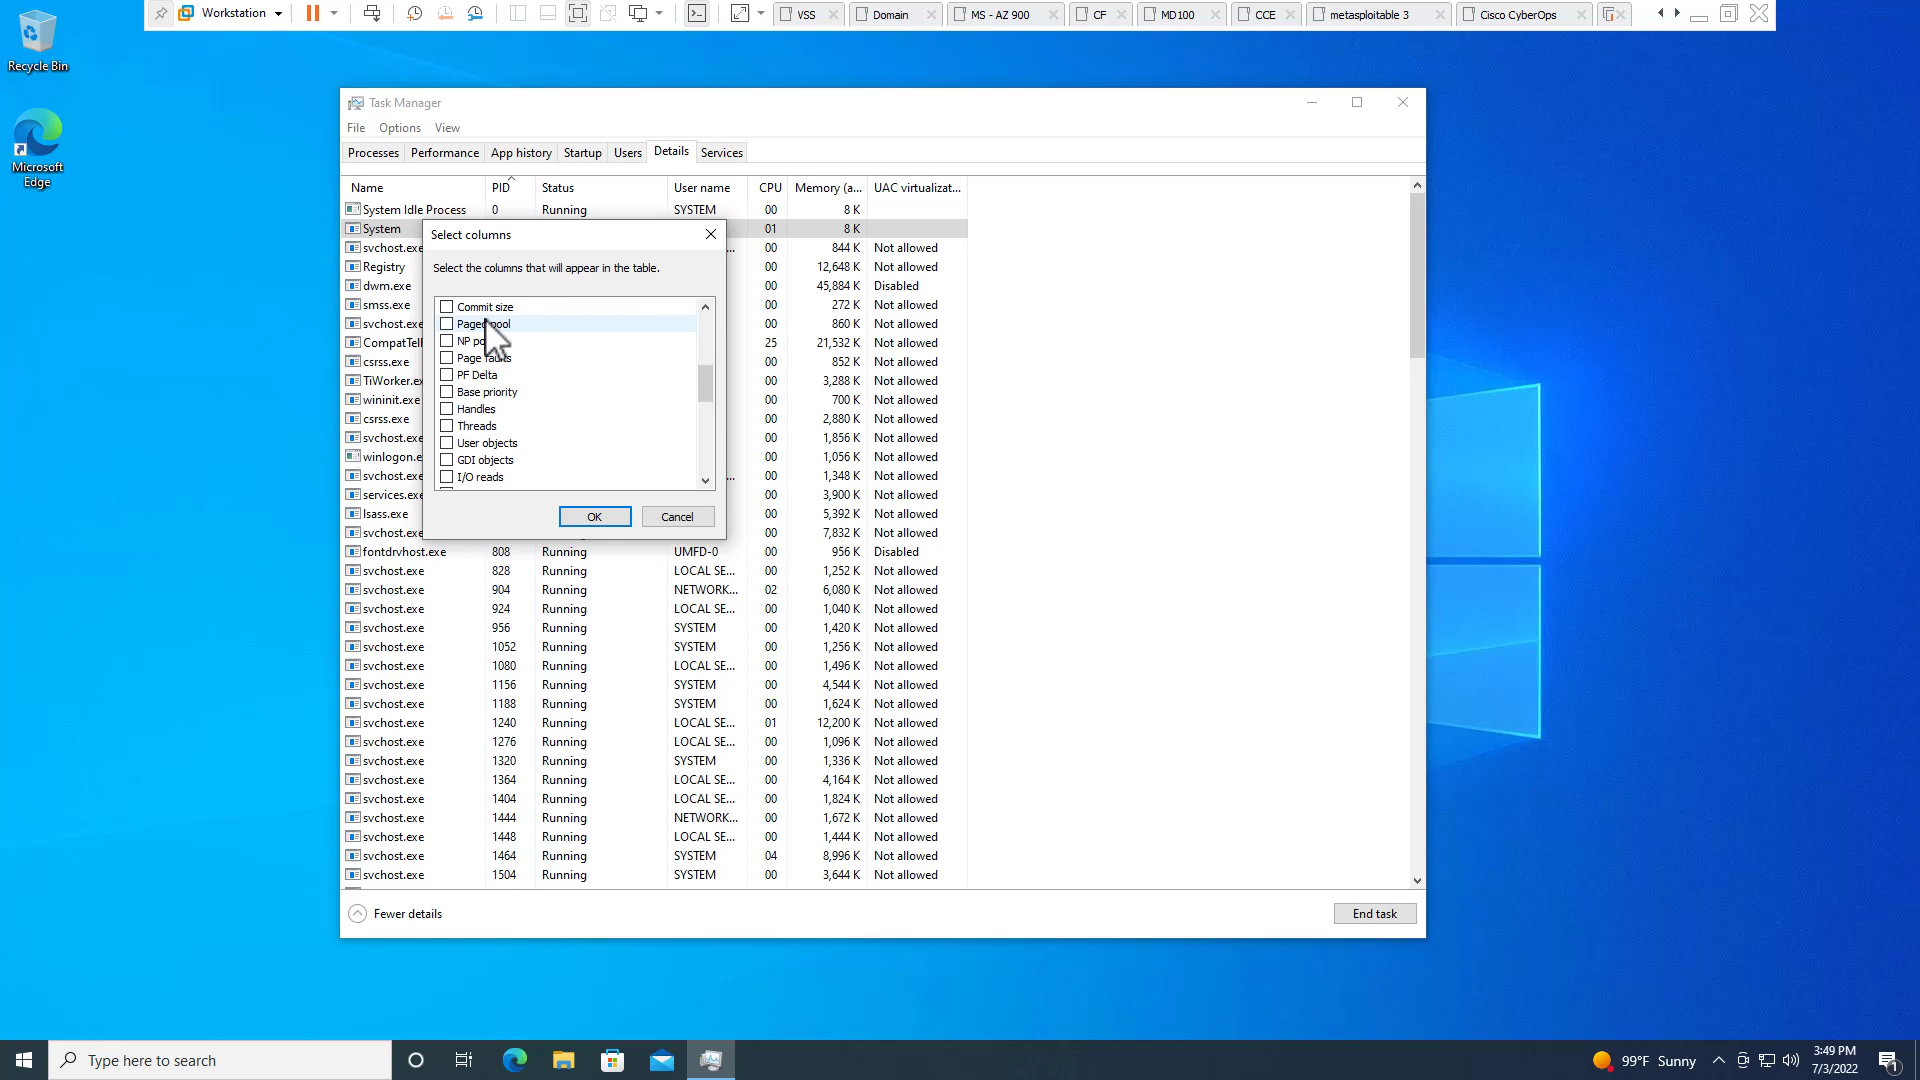 Workstation
VSS
Domain
MS - AZ 900
CF
MD100
CCE
metasploitable 3
Cisco CyberOps
Recycle Bin
Microsoft
Edge
Task Manager
File Options View
Processes Performance App history Startup Users Details Services
Name PID Status User name CPU Memory (a... UAC virtualizat...
System Idle Process 0 Running SYSTEM 00 8 K
System 01 8 K
svchost.exe ... 00 844 K Not allowed
Registry 00 12,648 K Not allowed
dwm.exe 00 45,884 K Disabled
smss.exe 00 272 K Not allowed
svchost.exe 00 860 K Not allowed
CompatTel 25 21,532 K Not allowed
csrss.exe 00 852 K Not allowed
TiWorker.ex 00 3,288 K Not allowed
wininit.exe 00 700 K Not allowed
csrss.exe 00 2,880 K Not allowed
svchost.exe 00 1,856 K Not allowed
winlogon.e 00 1,056 K Not allowed
svchost.exe ... 00 1,348 K Not allowed
services.exe 00 3,900 K Not allowed
lsass.exe 00 5,392 K Not allowed
svchost.exe 00 7,832 K Not allowed
fontdrvhost.exe 808 Running UMFD-0 00 956 K Disabled
svchost.exe 828 Running LOCAL SE... 00 1,252 K Not allowed
svchost.exe 904 Running NETWORK... 02 6,080 K Not allowed
svchost.exe 924 Running LOCAL SE... 00 1,040 K Not allowed
svchost.exe 956 Running SYSTEM 00 1,420 K Not allowed
svchost.exe 1052 Running SYSTEM 00 1,256 K Not allowed
svchost.exe 1080 Running LOCAL SE... 00 1,496 K Not allowed
svchost.exe 1156 Running SYSTEM 00 4,544 K Not allowed
svchost.exe 1188 Running SYSTEM 00 1,624 K Not allowed
svchost.exe 1240 Running LOCAL SE... 01 12,200 K Not allowed
svchost.exe 1276 Running LOCAL SE... 00 1,096 K Not allowed
svchost.exe 1320 Running SYSTEM 00 1,336 K Not allowed
svchost.exe 1364 Running LOCAL SE... 00 4,164 K Not allowed
svchost.exe 1404 Running LOCAL SE... 00 1,824 K Not allowed
svchost.exe 1444 Running NETWORK... 00 1,672 K Not allowed
svchost.exe 1448 Running LOCAL SE... 00 1,444 K Not allowed
svchost.exe 1464 Running SYSTEM 04 8,996 K Not allowed
svchost.exe 1504 Running SYSTEM 00 3,644 K Not allowed
Select columns
Select the columns that will appear in the table.
Commit size
Paged pool
NP po
Page faults
PF Delta
Base priority
Handles
Threads
User objects
GDI objects
I/O reads
OK Cancel
Fewer details
End task
Type here to search
99°F Sunny
3:49 PM
7/3/2022
1